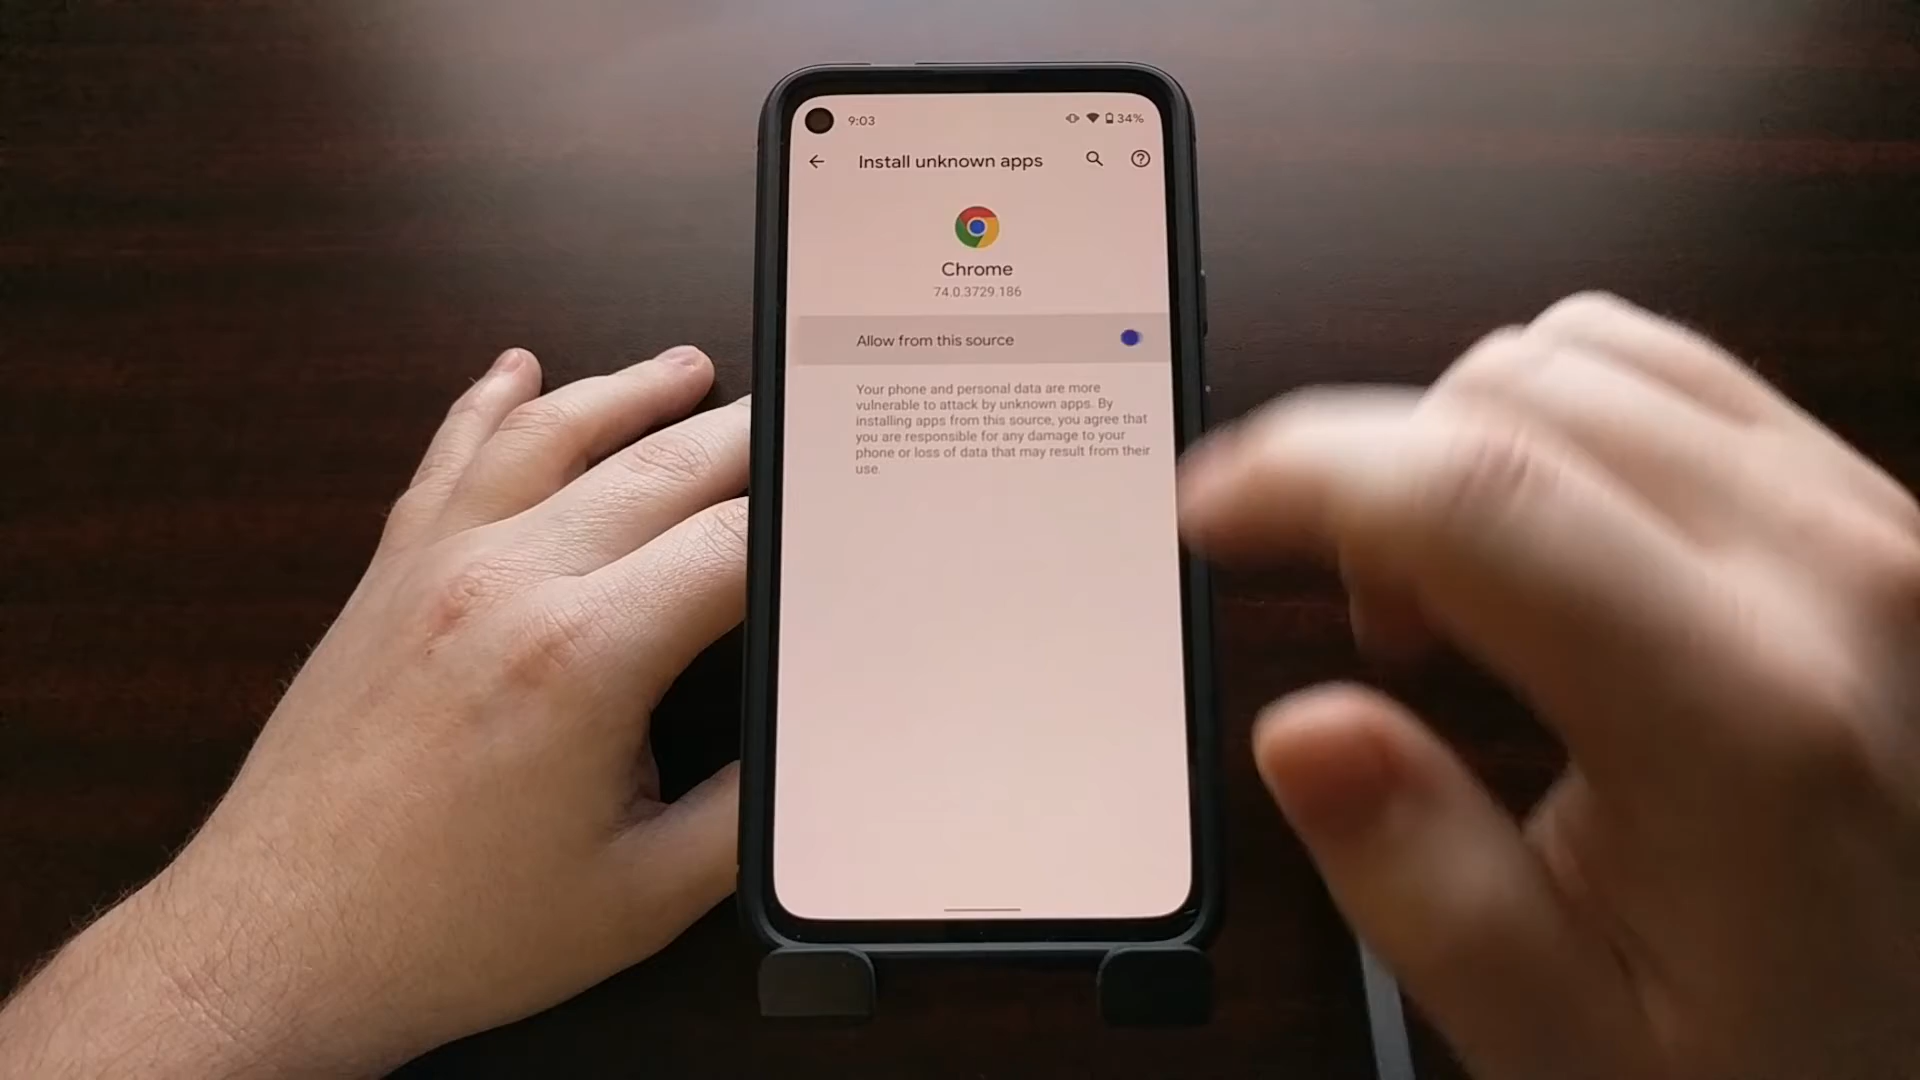 9:03 34%
Install unknown apps
Chrome
74.0.3729.186
Allow from this source
Your phone and personal data are more
vulnerable to attack by unknown apps. By
installing apps from this source, you agree that
you are responsible for any damage to your
phone or loss of data that may result from their
use.